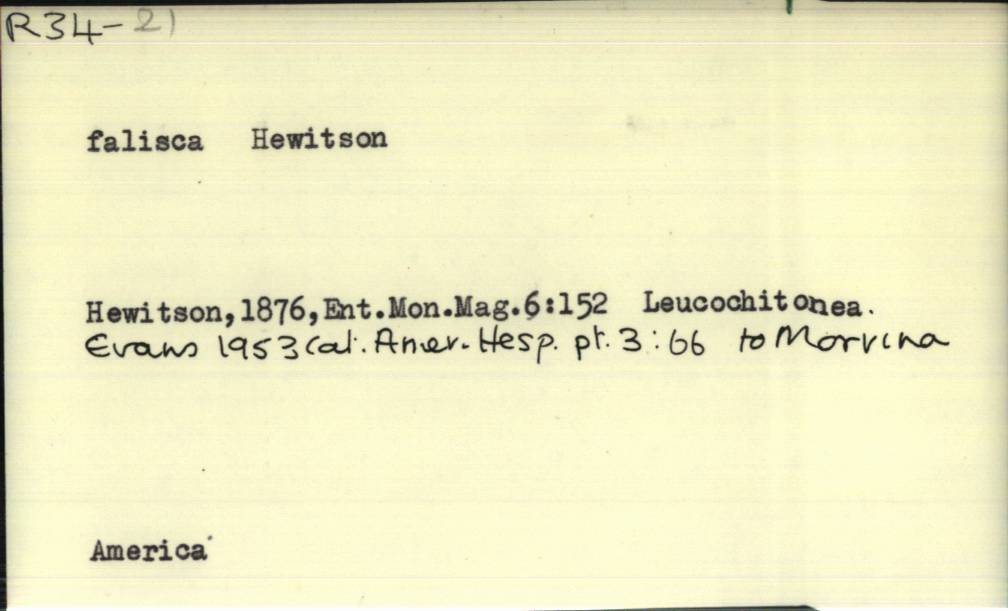 R34-21
falisca Hewitson
Hewitson,1876,Ent.Mon.Mag.6:152 Leucochitonea.
Evans 1953 Cat. Amer. Hesp. pt. 3:66 to Morvina
America